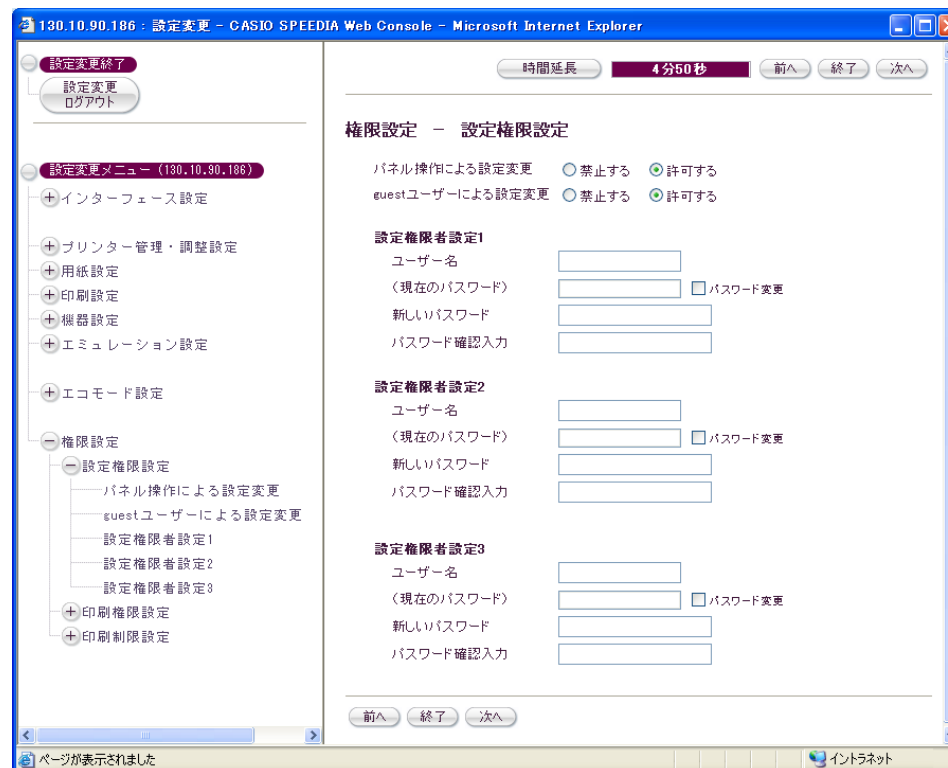 130.10.90.186 : 設定変更 - CASIO SPEEDIA Web Console - Microsoft Internet Explorer
設定変更終了
設定変更
ログアウト
設定変更メニュー (130.10.90.186)
インターフェース設定
プリンター管理・調整設定
用紙設定
印刷設定
機器設定
エミュレーション設定
エコモード設定
権限設定
設定権限設定
パネル操作による設定変更
guestユーザーによる設定変更
設定権限者設定1
設定権限者設定2
設定権限者設定3
印刷権限設定
印刷制限設定
時間延長 4分50秒 前へ 終了 次へ
権限設定 － 設定権限設定
パネル操作による設定変更 禁止する 許可する
guestユーザーによる設定変更 禁止する 許可する
設定権限者設定1
ユーザー名
(現在のパスワード) パスワード変更
新しいパスワード
パスワード確認入力
設定権限者設定2
ユーザー名
(現在のパスワード) パスワード変更
新しいパスワード
パスワード確認入力
設定権限者設定3
ユーザー名
(現在のパスワード) パスワード変更
新しいパスワード
パスワード確認入力
前へ 終了 次へ
ページが表示されました イントラネット